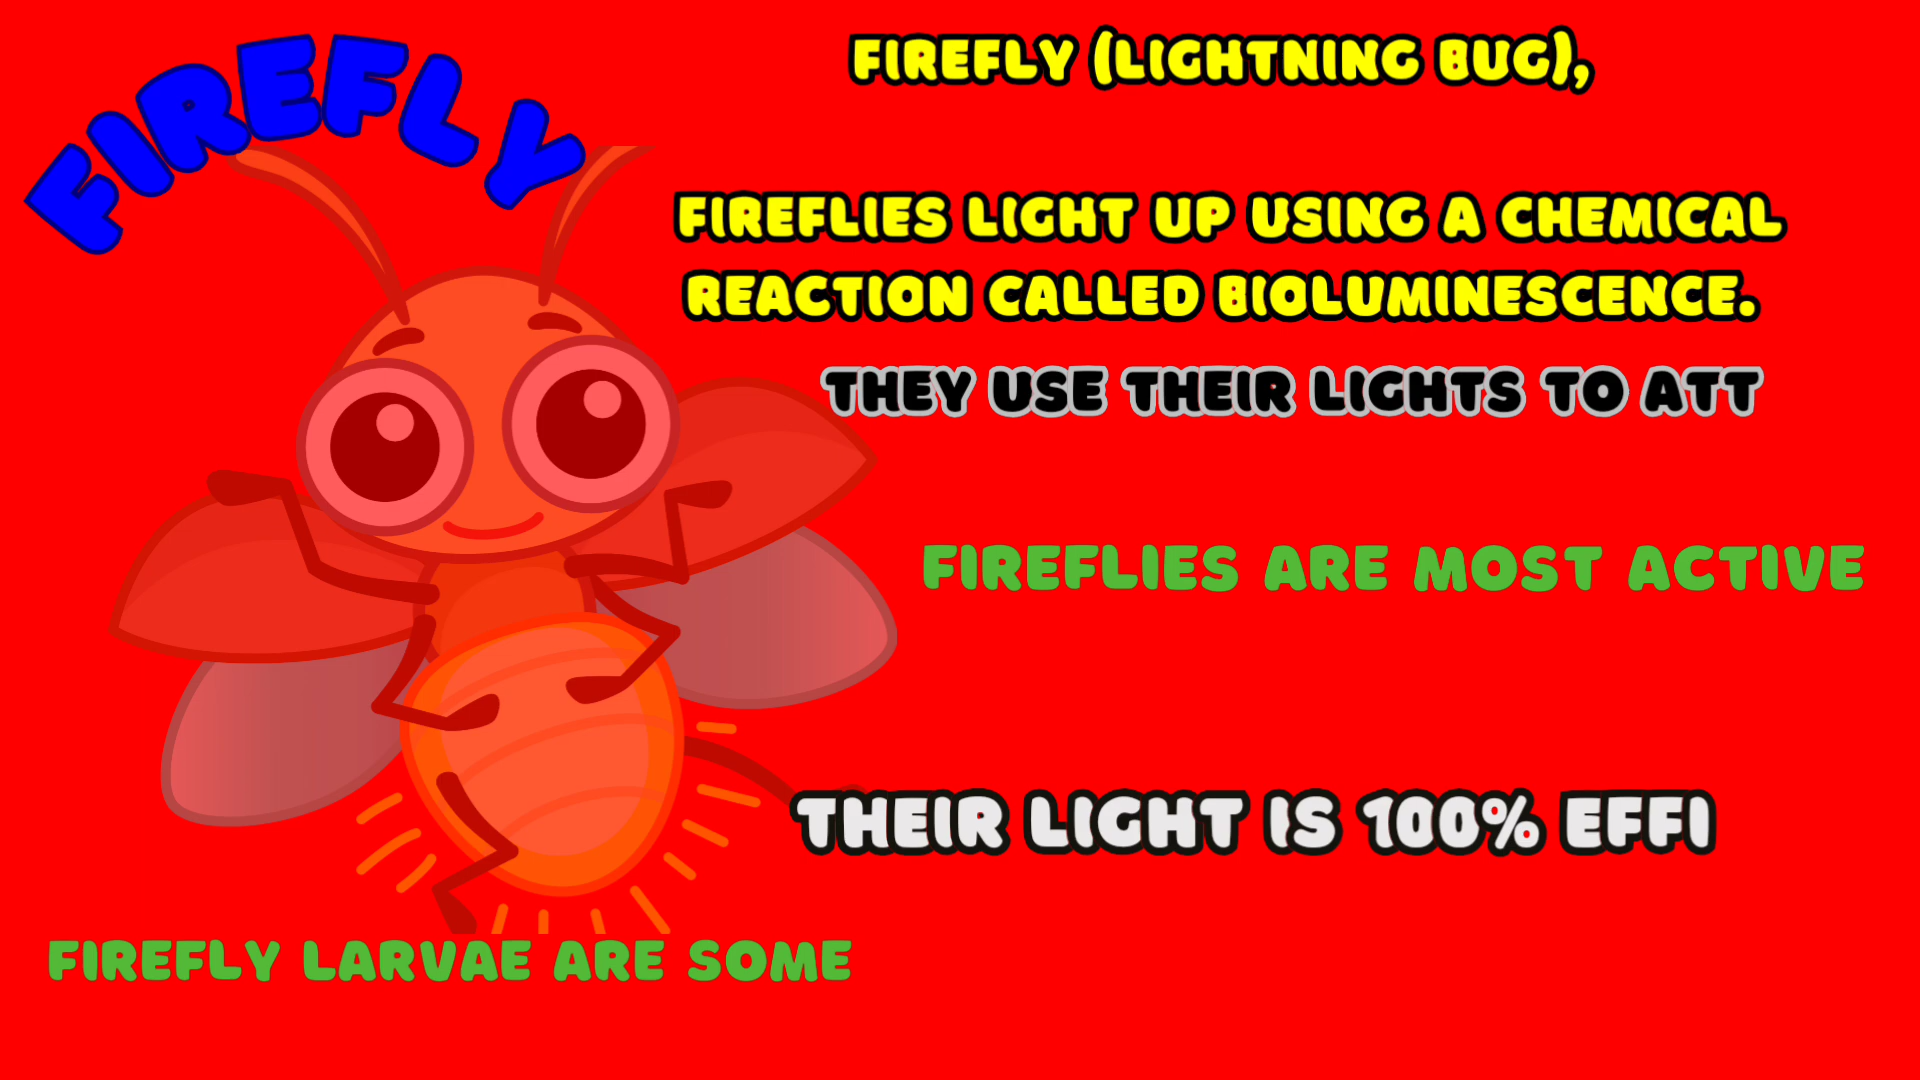 FIREFLY
FIREFLY (LIGHTNING BUG),
FIREFLIES LIGHT UP USING A CHEMICAL
REACTION CALLED BIOLUMINESCENCE.
THEY USE THEIR LIGHTS TO ATT
FIREFLIES ARE MOST ACTIVE
THEIR LIGHT IS 100% EFFI
FIREFLY LARVAE ARE SOME